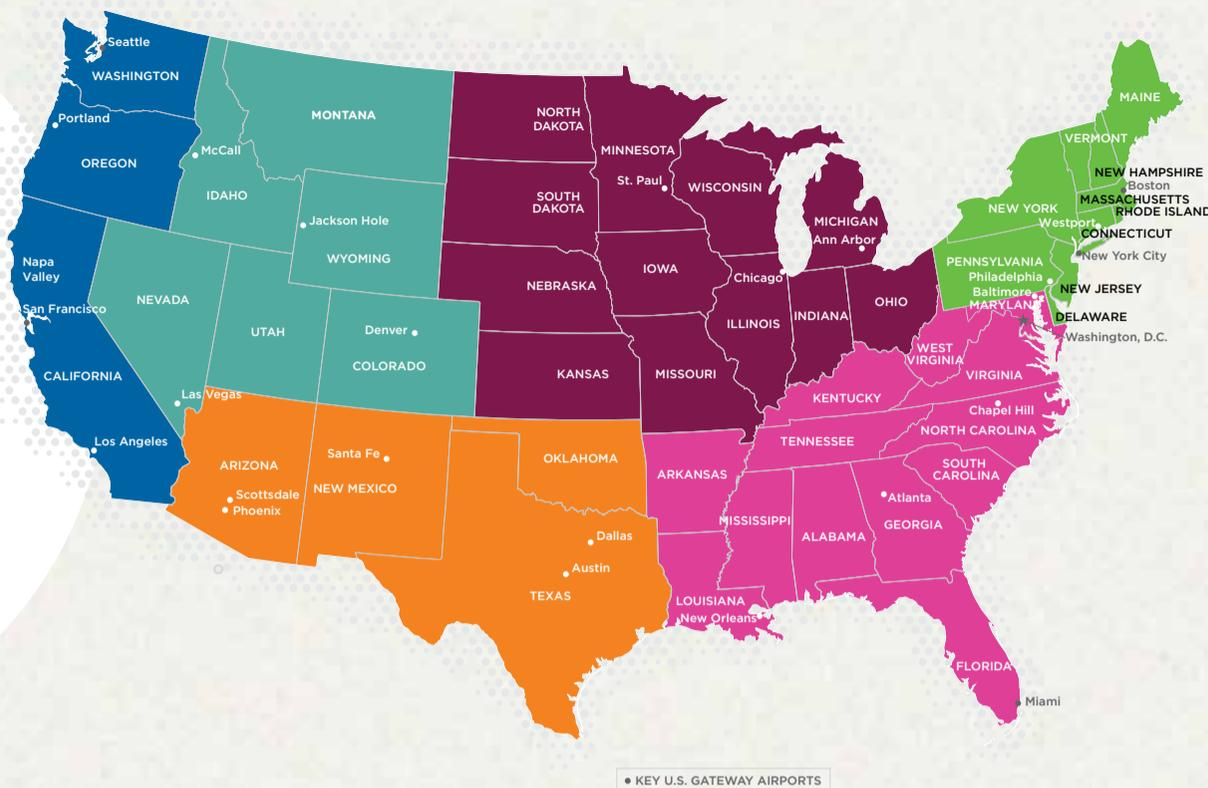 Seattle
WASHINGTON
Portland
OREGON
McCall
IDAHO
MONTANA
Jackson Hole
WYOMING
Napa
Valley
San Francisco
CALIFORNIA
Los Angeles
NEVADA
Las Vegas
UTAH
Denver
COLORADO
NORTH
DAKOTA
SOUTH
DAKOTA
NEBRASKA
KANSAS
MINNESOTA
St. Paul
IOWA
MISSOURI
WISCONSIN
Chicago
ILLINOIS
MICHIGAN
Ann Arbor
INDIANA
OHIO
MAINE
VERMONT
NEW HAMPSHIRE
Boston
MASSACHUSETTS
RHODE ISLAND
NEW YORK
Westport
CONNECTICUT
New York City
PENNSYLVANIA
Philadelphia
Baltimore
NEW JERSEY
MARYLAND
DELAWARE
Washington, D.C.
WEST
VIRGINIA
VIRGINIA
KENTUCKY
Chapel Hill
NORTH CAROLINA
TENNESSEE
SOUTH
CAROLINA
ARKANSAS
Atlanta
GEORGIA
MISSISSIPPI
ALABAMA
LOUISIANA
New Orleans
FLORIDA
Miami
ARIZONA
Scottsdale
Phoenix
Santa Fe
NEW MEXICO
OKLAHOMA
Dallas
Austin
TEXAS
KEY U.S. GATEWAY AIRPORTS